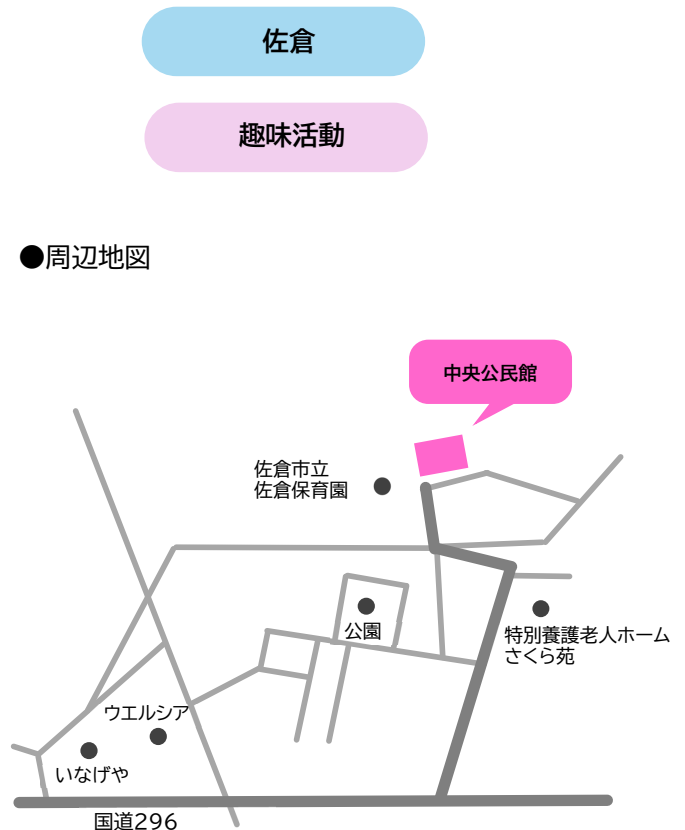 佐倉
趣味活動
●周辺地図
中央公民館
佐倉市立
佐倉保育園
公園
特別養護老人ホーム
さくら苑
ウエルシア
いなげや
国道296